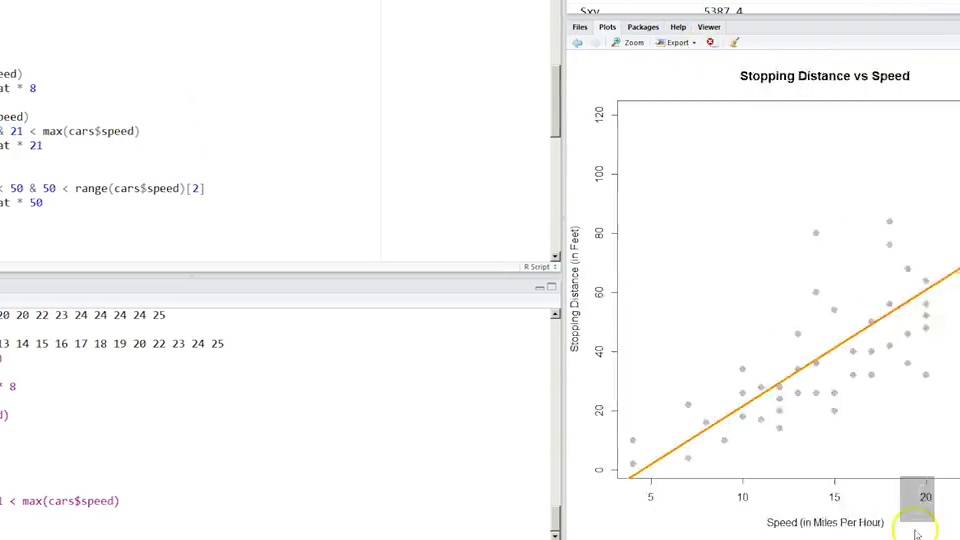 eed)
at * 8
eed)
& 21 < max(cars$speed)
at * 21
< 50 & 50 < range(cars$speed)[2]
at * 50
R Script
20 20 22 23 24 24 24 24 25
13 14 15 16 17 18 19 20 22 23 24 25
)
* 8
d)
1 < max(cars$speed)
Sxy 5387.4
Files Plots Packages Help Viewer
Zoom Export
Stopping Distance vs Speed
Stopping Distance (in Feet)
120
100
80
60
40
20
0
5 10 15 20
Speed (in Miles Per Hour)